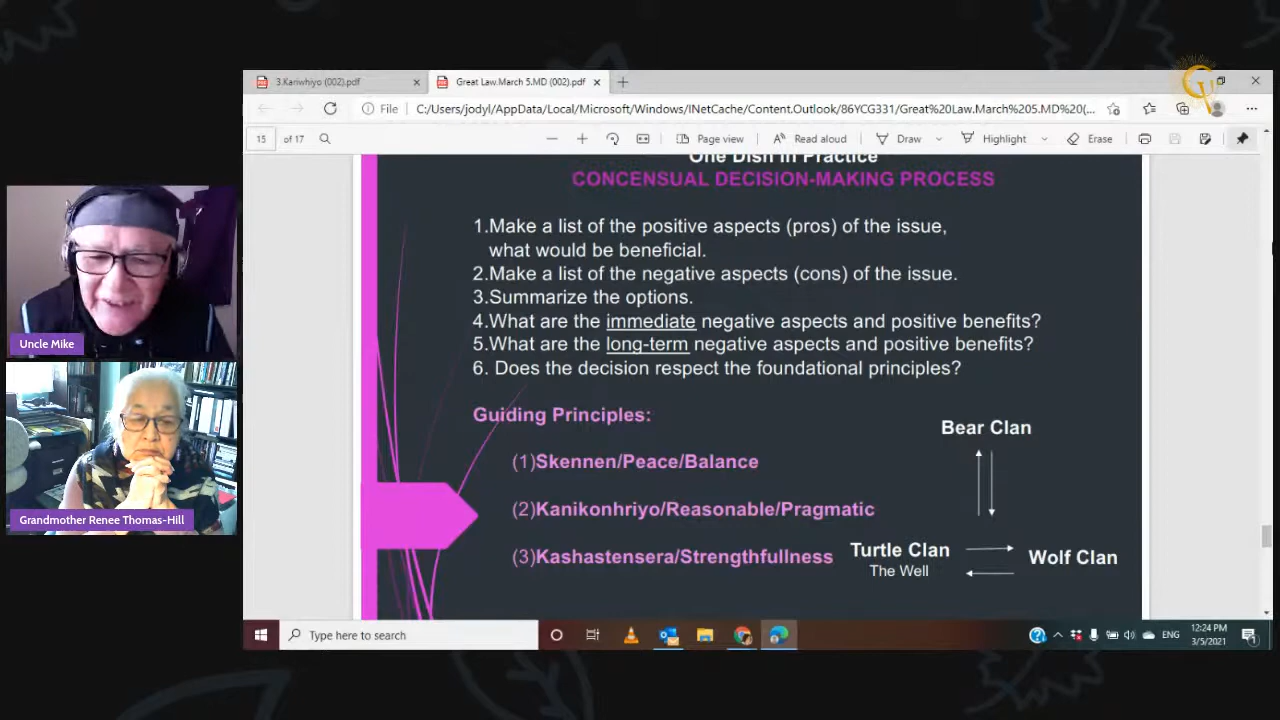 3.Kariwhiyo (002).pdf
Great Law.March 5.MD (002).pdf
File
C:/Users/jodyl/AppData/Local/Microsoft/Windows/INetCache/Content.Outlook/86YCG331/Great%20Law.March%205.MD%20(...
15 of 17
Page view
Read aloud
Draw
Highlight
Erase
One Dish in Practice
CONCENSUAL DECISION-MAKING PROCESS
1.Make a list of the positive aspects (pros) of the issue,
what would be beneficial.
2.Make a list of the negative aspects (cons) of the issue.
3.Summarize the options.
4.What are the immediate negative aspects and positive benefits?
5.What are the long-term negative aspects and positive benefits?
6. Does the decision respect the foundational principles?
Guiding Principles:
Bear Clan
(1)Skennen/Peace/Balance
(2)Kanikonhriyo/Reasonable/Pragmatic
(3)Kashastensera/Strengthfullness
Turtle Clan
The Well
Wolf Clan
Uncle Mike
Grandmother Renee Thomas-Hill
Type here to search
ENG
12:24 PM
3/5/2021